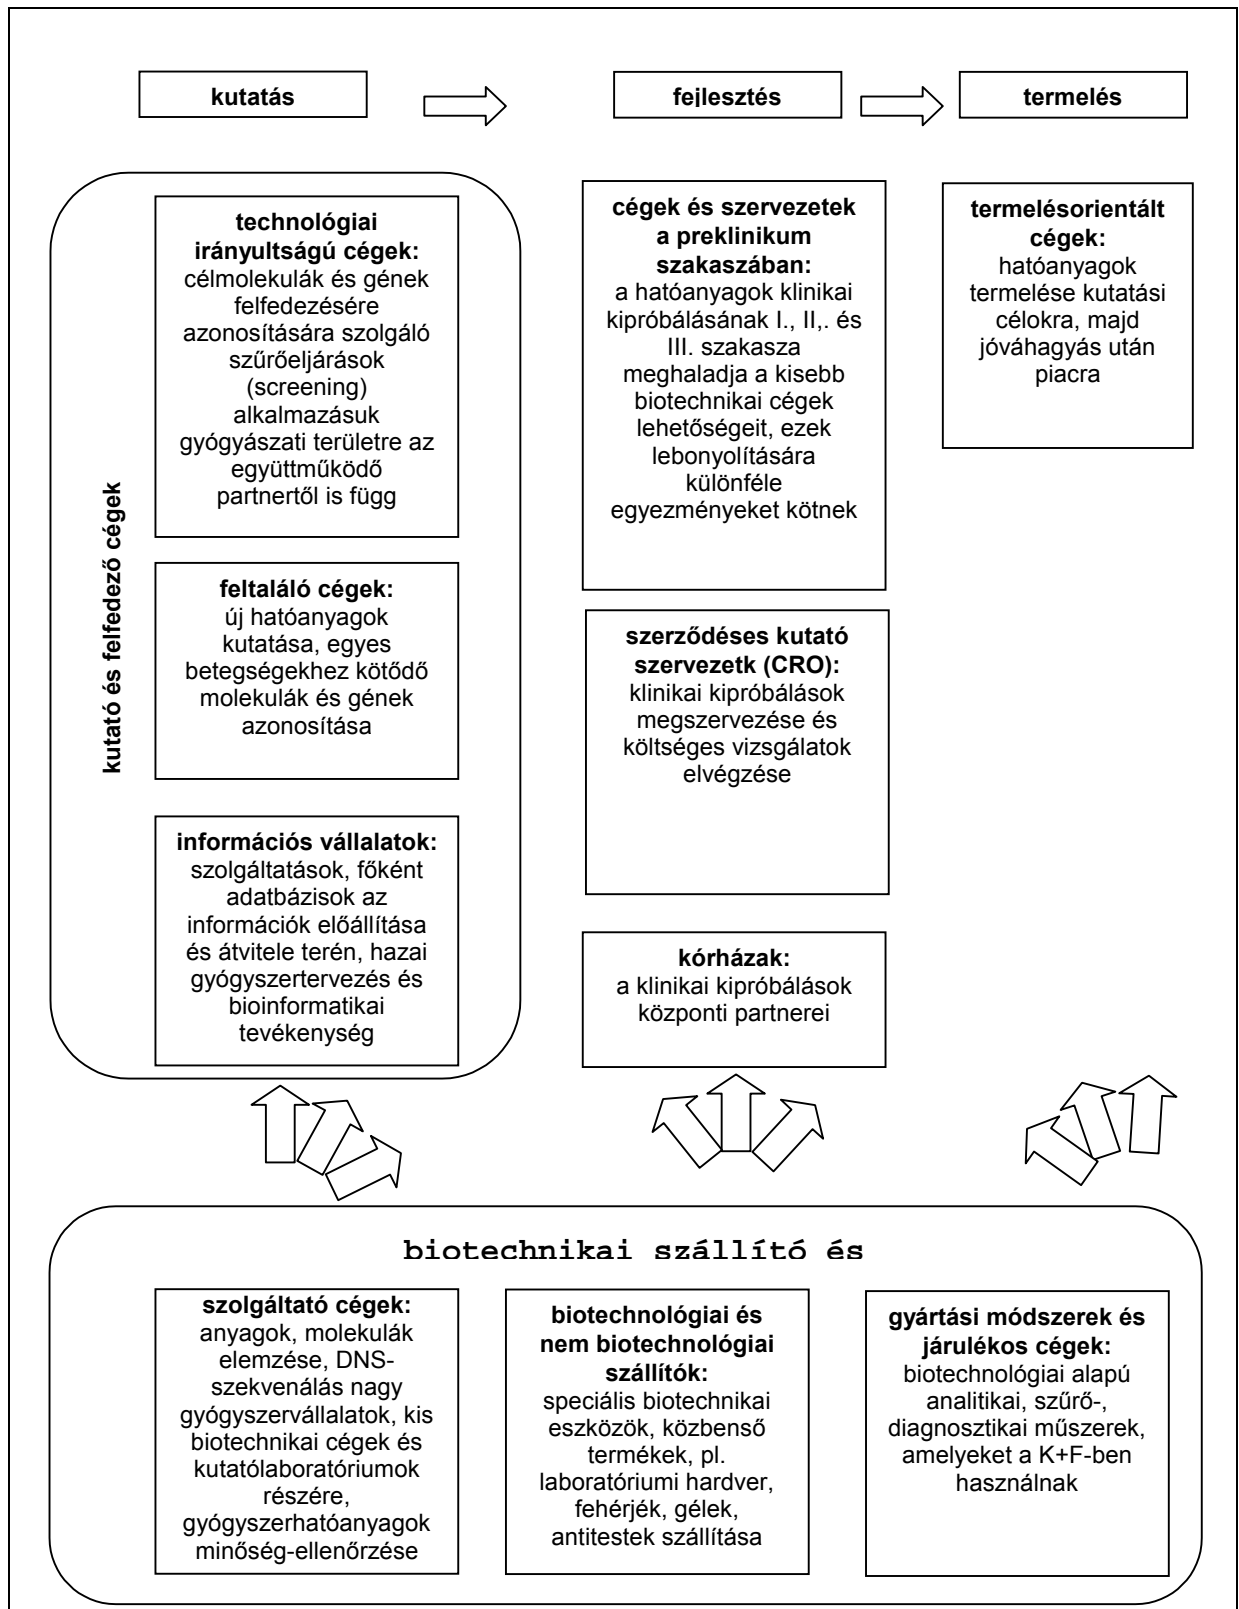 kutatás
fejlesztés
termelés
kutató és felfedező cégek
technológiai
irányultságú cégek:
célmolekulák és gének
felfedezésére
azonosítására szolgáló
szűrőeljárások
(screening)
alkalmazásuk
gyógyászati területre az
együttműködő
partnertől is függ
feltaláló cégek:
új hatóanyagok
kutatása, egyes
betegségekhez kötődő
molekulák és gének
azonosítása
információs vállalatok:
szolgáltatások, főként
adatbázisok az
információk előállítása
és átvitele terén, hazai
gyógyszertervezés és
bioinformatikai
tevékenység
cégek és szervezetek
a preklinikum
szakaszában:
a hatóanyagok klinikai
kipróbálásának I., II,. és
III. szakasza
meghaladja a kisebb
biotechnikai cégek
lehetőségeit, ezek
lebonyolítására
különféle
egyezményeket kötnek
szerződéses kutató
szervezetk (CRO):
klinikai kipróbálások
megszervezése és
költséges vizsgálatok
elvégzése
kórházak:
a klinikai kipróbálások
központi partnerei
termelésorientált
cégek:
hatóanyagok
termelése kutatási
célokra, majd
jóváhagyás után
piacra
biotechnikai szállító és
szolgáltató cégek:
anyagok, molekulák
elemzése, DNS-
szekvenálás nagy
gyógyszervállalatok, kis
biotechnikai cégek és
kutatólaboratóriumok
részére,
gyógyszerhatóanyagok
minőség-ellenőrzése
biotechnológiai és
nem biotechnológiai
szállítók:
speciális biotechnikai
eszközök, közbenső
termékek, pl.
laboratóriumi hardver,
fehérjék, gélek,
antitestek szállítása
gyártási módszerek és
járulékos cégek:
biotechnológiai alapú
analitikai, szűrő-,
diagnosztikai műszerek,
amelyeket a K+F-ben
használnak